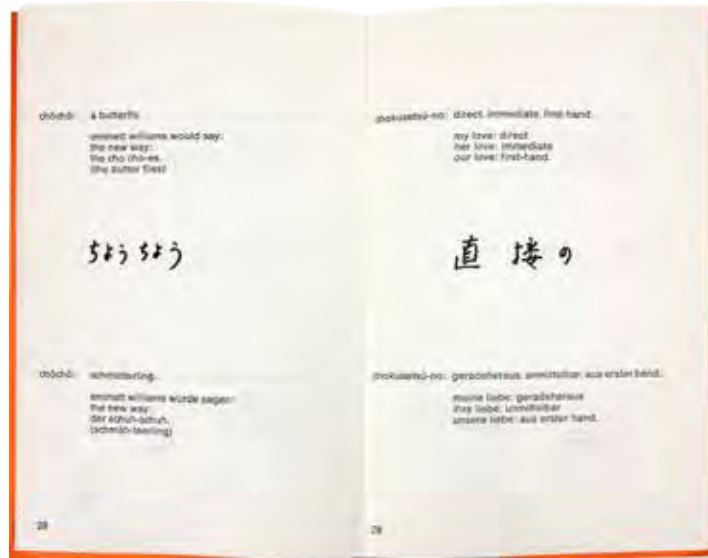 chōchō: a butterfly.
emmett williams would say:
the new way:
the cho cho-es.
(the butter flies)
ちょうちょう
chōchō: schmetterling.
emmett williams würde sagen:
the new way:
der schuh-schuh.
28
chokusetsu-no: direct, immediate, first-hand.
my love: direct
her love: immediate
our love: first-hand.
直接の
chokusetsu-no: geradeheraus, unmittelbar, aus erster hand.
meine liebe: geradeheraus
ihre liebe: unmittelbar
unsere liebe: aus erster hand.
29